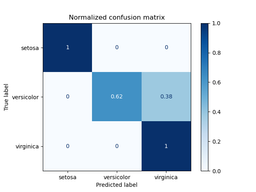 Normalized confusion matrix
1.0
setosa 1 0 0
0.8
0.6
True label
versicolor 0 0.62 0.38
0.4
0.2
virginica 0 0 1
0.0
setosa versicolor virginica
Predicted label